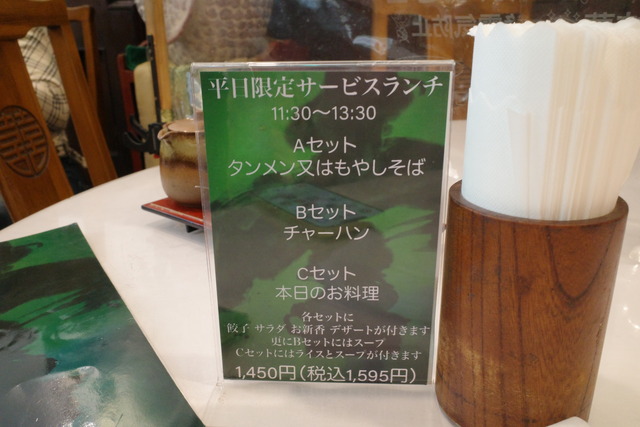 平日限定サービスランチ
11:30～13:30
Aセット
タンメン又はもやしそば
Bセット
チャーハン
Cセット
本日のお料理
各セットに
餃子 サラダ お新香 デザートが付きます
更にBセットにはスープ
Cセットにはライスとスープが付きます
1,450円(税込1,595円)